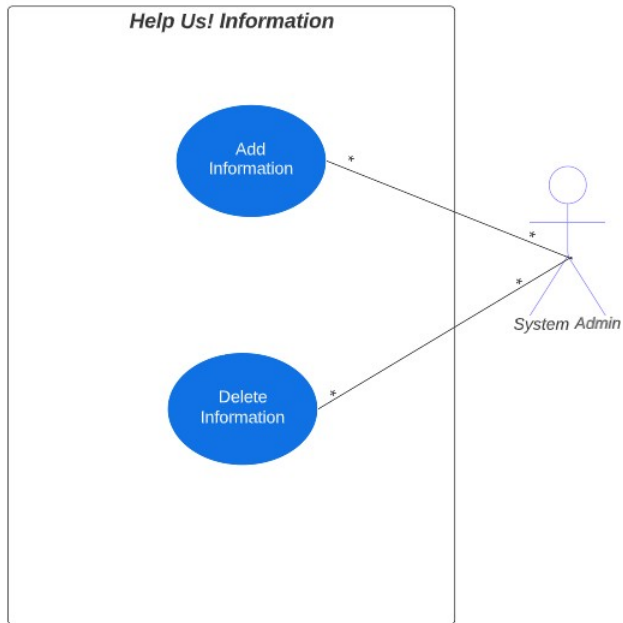 Help Us! Information
Add
Information
*
*
*
System Admin
*
Delete
Information